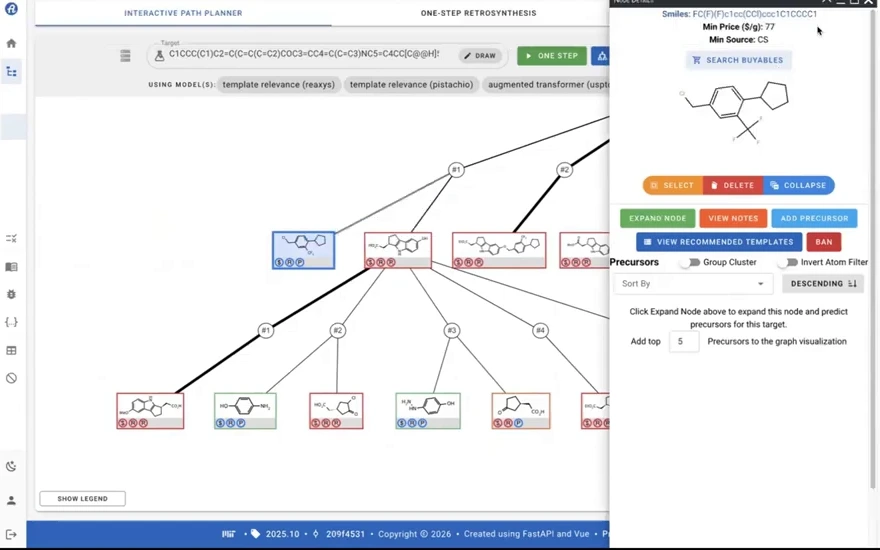 INTERACTIVE PATH PLANNER
ONE-STEP RETROSYNTHESIS
Target
C1CCC(C1)C2=C(C=C(C=C2)COC3=CC4=C(C=C3)NC5=C4CC[C@@H]!
DRAW
ONE STEP
USING MODEL(S):
template relevance (reaxys)
template relevance (pistachio)
augmented transformer (uspto
#1
#2
#1
#2
#3
#4
SHOW LEGEND
MIT • 2025.10 • 209f4531 • Copyright © 2026 • Created using FastAPI and Vue • Pr
Node Details
Smiles: FC(F)(F)c1cc(CCl)ccc1C1CCCC1
Min Price ($/g): 77
Min Source: CS
SEARCH BUYABLES
SELECT
DELETE
COLLAPSE
EXPAND NODE
VIEW NOTES
ADD PRECURSOR
VIEW RECOMMENDED TEMPLATES
BAN
Precursors
Group Cluster
Invert Atom Filter
Sort By
DESCENDING
Click Expand Node above to expand this node and predict
precursors for this target.
Add top 5 Precursors to the graph visualization